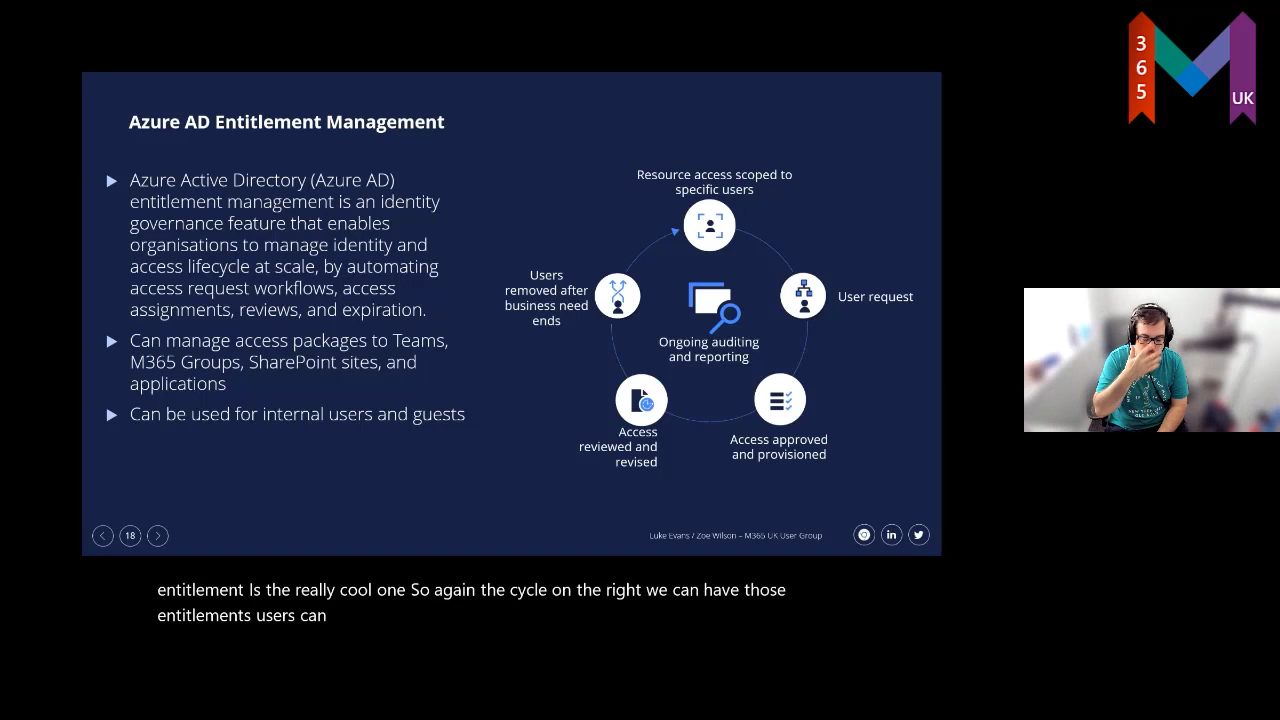 3
6
5
UK
Azure AD Entitlement Management
Azure Active Directory (Azure AD)
entitlement management is an identity
governance feature that enables
organisations to manage identity and
access lifecycle at scale, by automating
access request workflows, access
assignments, reviews, and expiration.
Can manage access packages to Teams,
M365 Groups, SharePoint sites, and
applications
Can be used for internal users and guests
Resource access scoped to
specific users
User request
Access approved
and provisioned
Access
reviewed and
revised
Users
removed after
business need
ends
Ongoing auditing
and reporting
18
Luke Evans / Zoe Wilson – M365 UK User Group
in
entitlement Is the really cool one So again the cycle on the right we can have those
entitlements users can